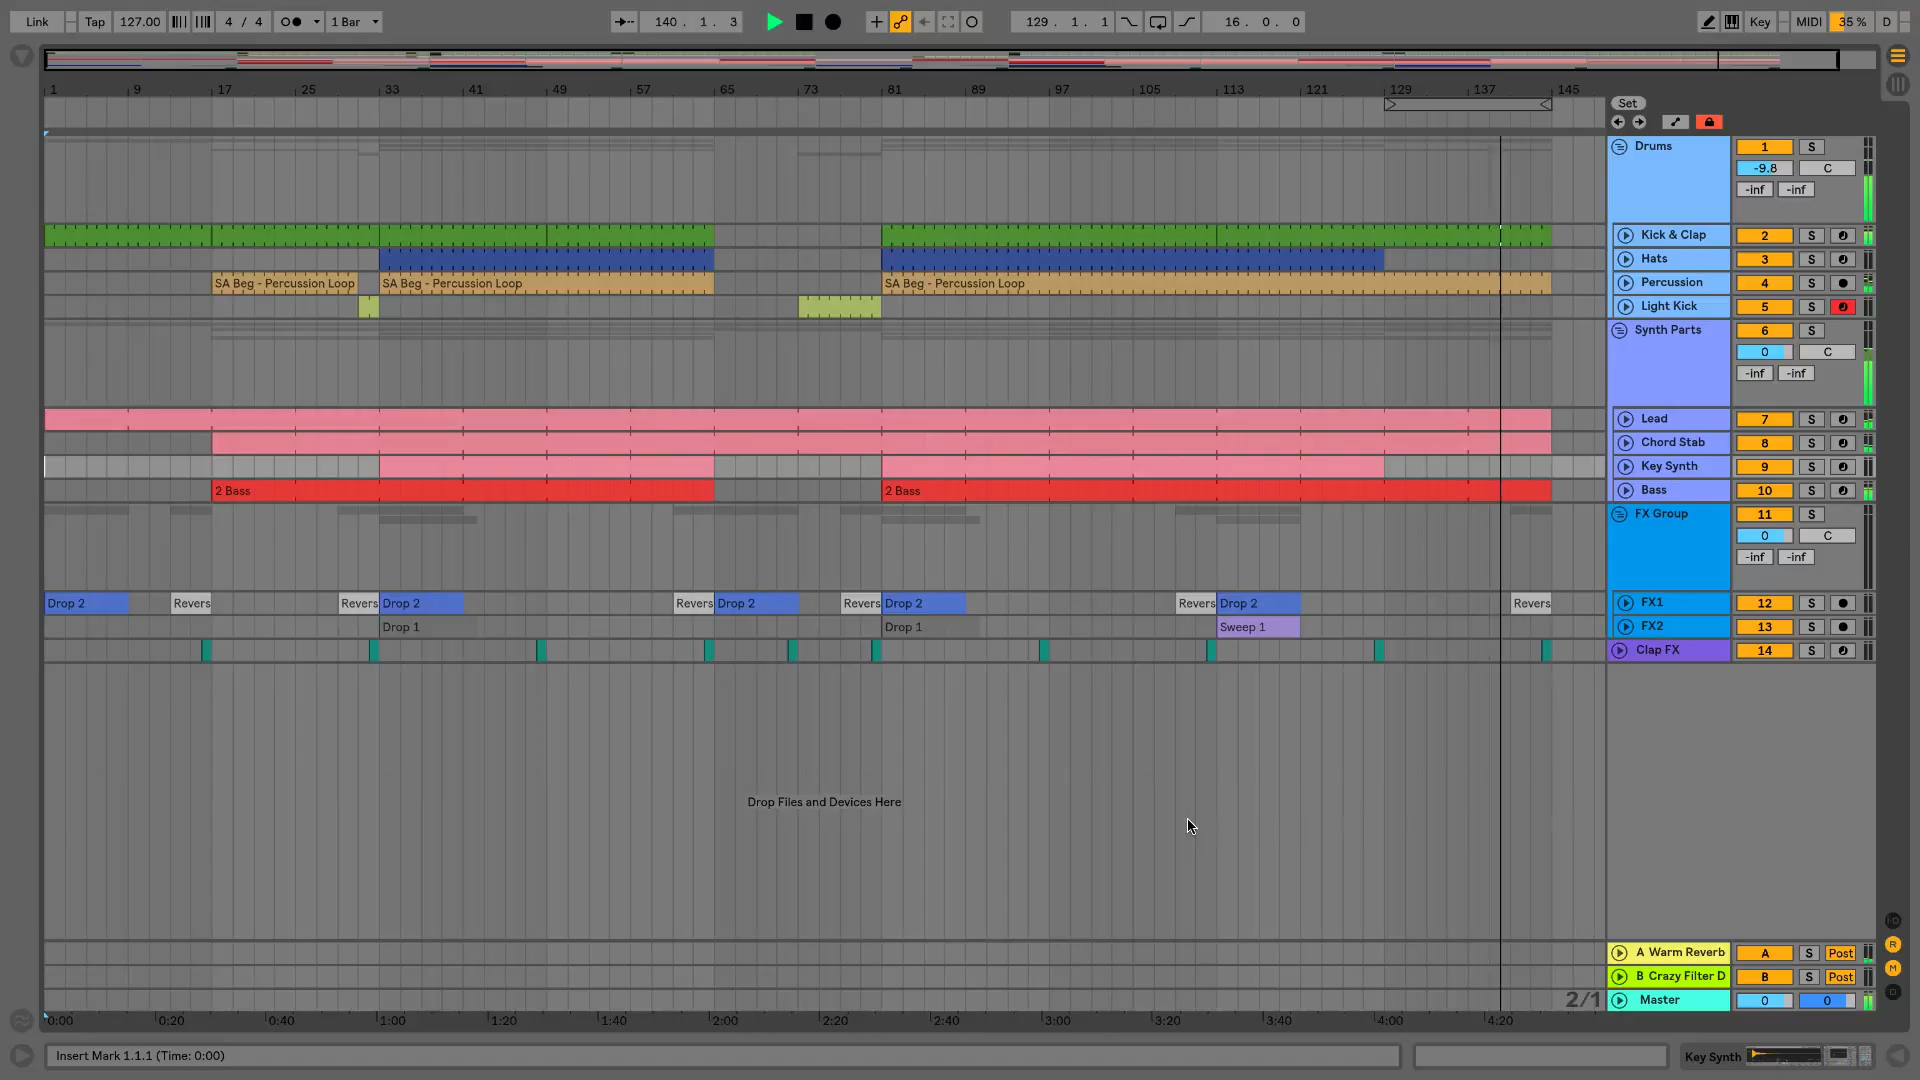 Link Tap 127.00 4 / 4 1 Bar 140 . 1 . 3 129 . 1 . 1 16 . 0 . 0 Key MIDI 35 % D
1 9 17 25 33 41 49 57 65 73 81 89 97 105 113 121 129 137 145
Set
Drums 1 S
-9.8 C
-inf -inf
Kick & Clap 2 S
Hats 3 S
SA Beg - Percussion Loop SA Beg - Percussion Loop SA Beg - Percussion Loop Percussion 4 S
Light Kick 5 S
Synth Parts 6 S
0 C
-inf -inf
Lead 7 S
Chord Stab 8 S
Key Synth 9 S
2 Bass 2 Bass Bass 10 S
FX Group 11 S
0 C
-inf -inf
Drop 2 Revers Revers Drop 2 Revers Drop 2 Revers Drop 2 Revers Drop 2 Revers FX1 12 S
Drop 1 Drop 1 Sweep 1 FX2 13 S
Clap FX 14 S
Drop Files and Devices Here
A Warm Reverb A S Post R
B Crazy Filter D B S Post M
2/1 Master 0 0 D
0:00 0:20 0:40 1:00 1:20 1:40 2:00 2:20 2:40 3:00 3:20 3:40 4:00 4:20
Insert Mark 1.1.1 (Time: 0:00) Key Synth